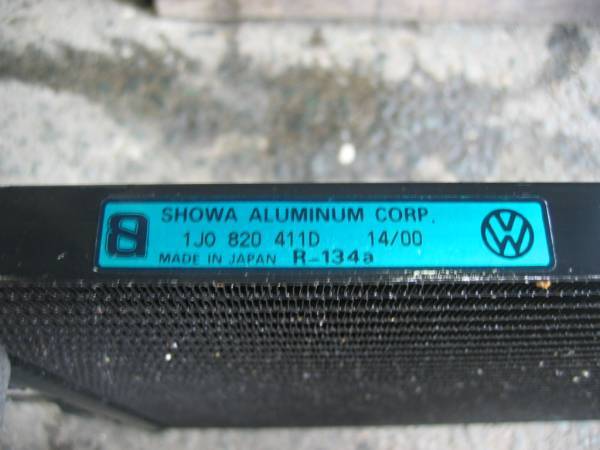 SHOWA ALUMINUM CORP.
1J0 820 411D 14/00
MADE IN JAPAN R-134a